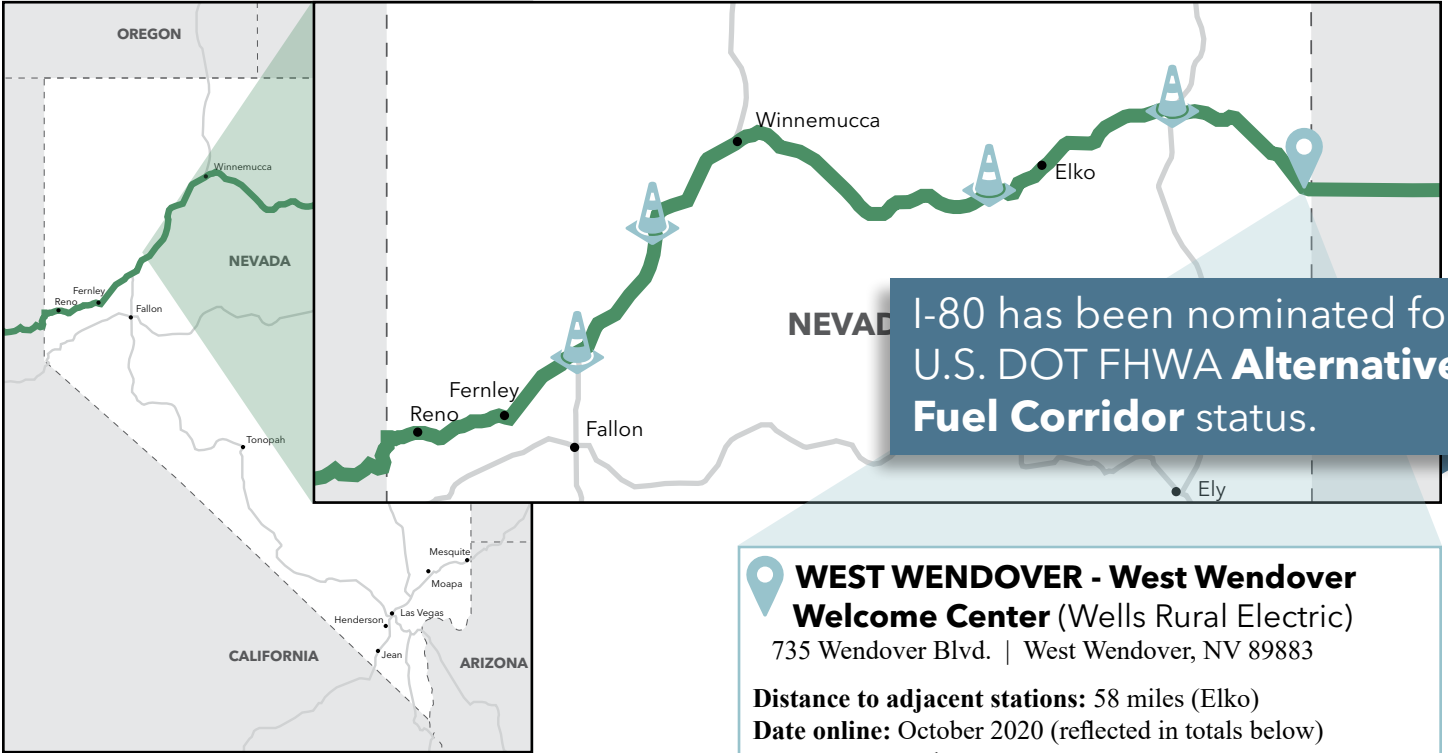 OREGON
Winnemucca
NEVADA
Fernley
Reno
Fallon
Tonopah
Mesquite
Moapa
Las Vegas
Henderson
Jean
CALIFORNIA
ARIZONA
Winnemucca
Elko
NEVAD
Fernley
Reno
Fallon
Ely
I-80 has been nominated fo
U.S. DOT FHWA Alternative
Fuel Corridor status.
WEST WENDOVER - West Wendover
Welcome Center (Wells Rural Electric)
735 Wendover Blvd. | West Wendover, NV 89883
Distance to adjacent stations: 58 miles (Elko)
Date online: October 2020 (reflected in totals below)